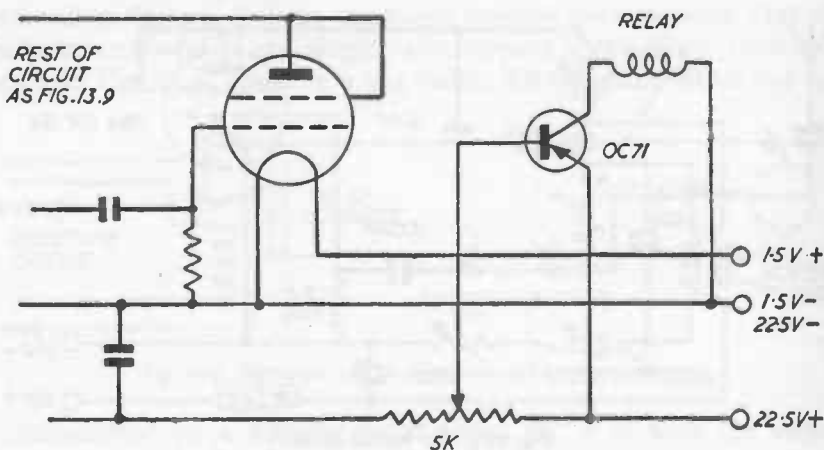 REST OF
CIRCUIT
AS FIG.13.9
RELAY
OC71
1·5V+
1·5V-
22·5V-
22·5V+
5K